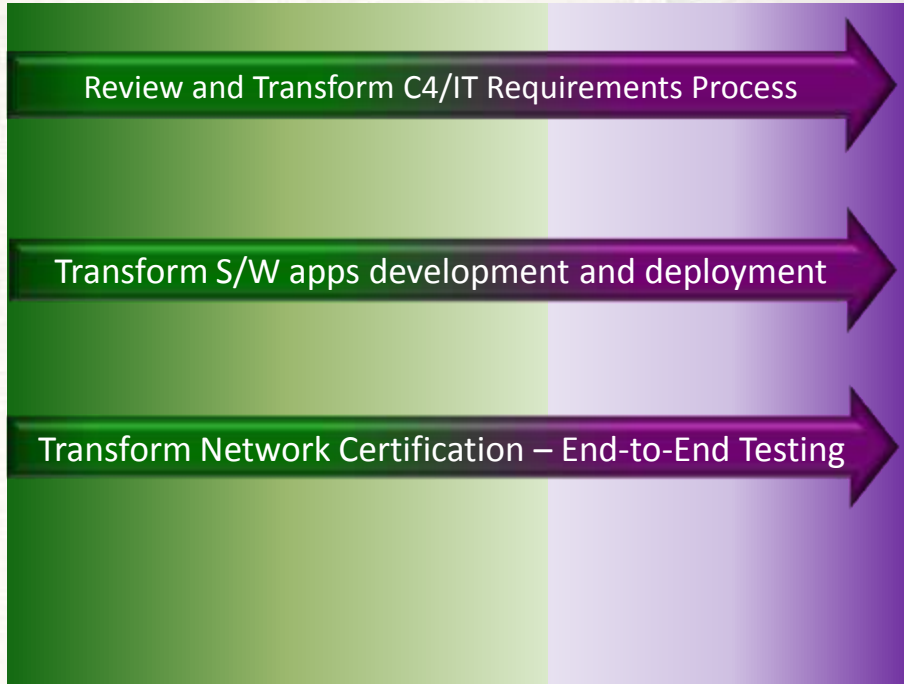 Review and Transform C4/IT Requirements Process
Transform S/W apps development and deployment
Transform Network Certification – End-to-End Testing